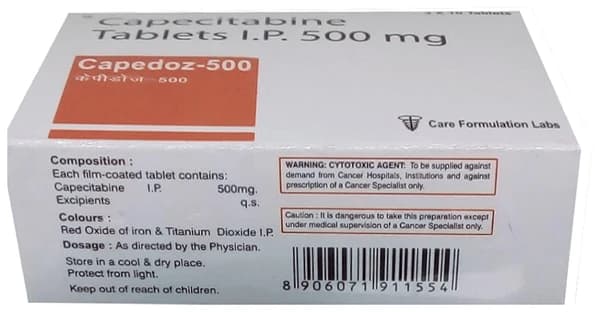 Capecitabine
Tablets I.P. 500 mg
Capedoz-500
केपीडोज-500
Care Formulation Labs
Composition :
Each film-coated tablet contains:
Capecitabine I.P. 500mg.
Excipients q.s.
Colours :
Red Oxide of iron & Titanium Dioxide I.P.
Dosage : As directed by the Physician.
Store in a cool & dry place.
Protect from light.
Keep out of reach of children.
WARNING: CYTOTOXIC AGENT: To be supplied against
demand from Cancer Hospitals, Institutions and against
prescription of a Cancer Specialist only.
Caution : It is dangerous to take this preparation except
under medical supervision of a Cancer Specialist only.
8 906071 911554